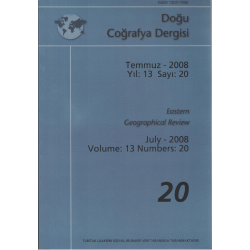 Doğu
Coğrafya Dergisi
Temmuz - 2008
Yıl: 13 Sayı: 20
Eastern
Geographical Review
July - 2008
Volume: 13 Numbers: 20
20